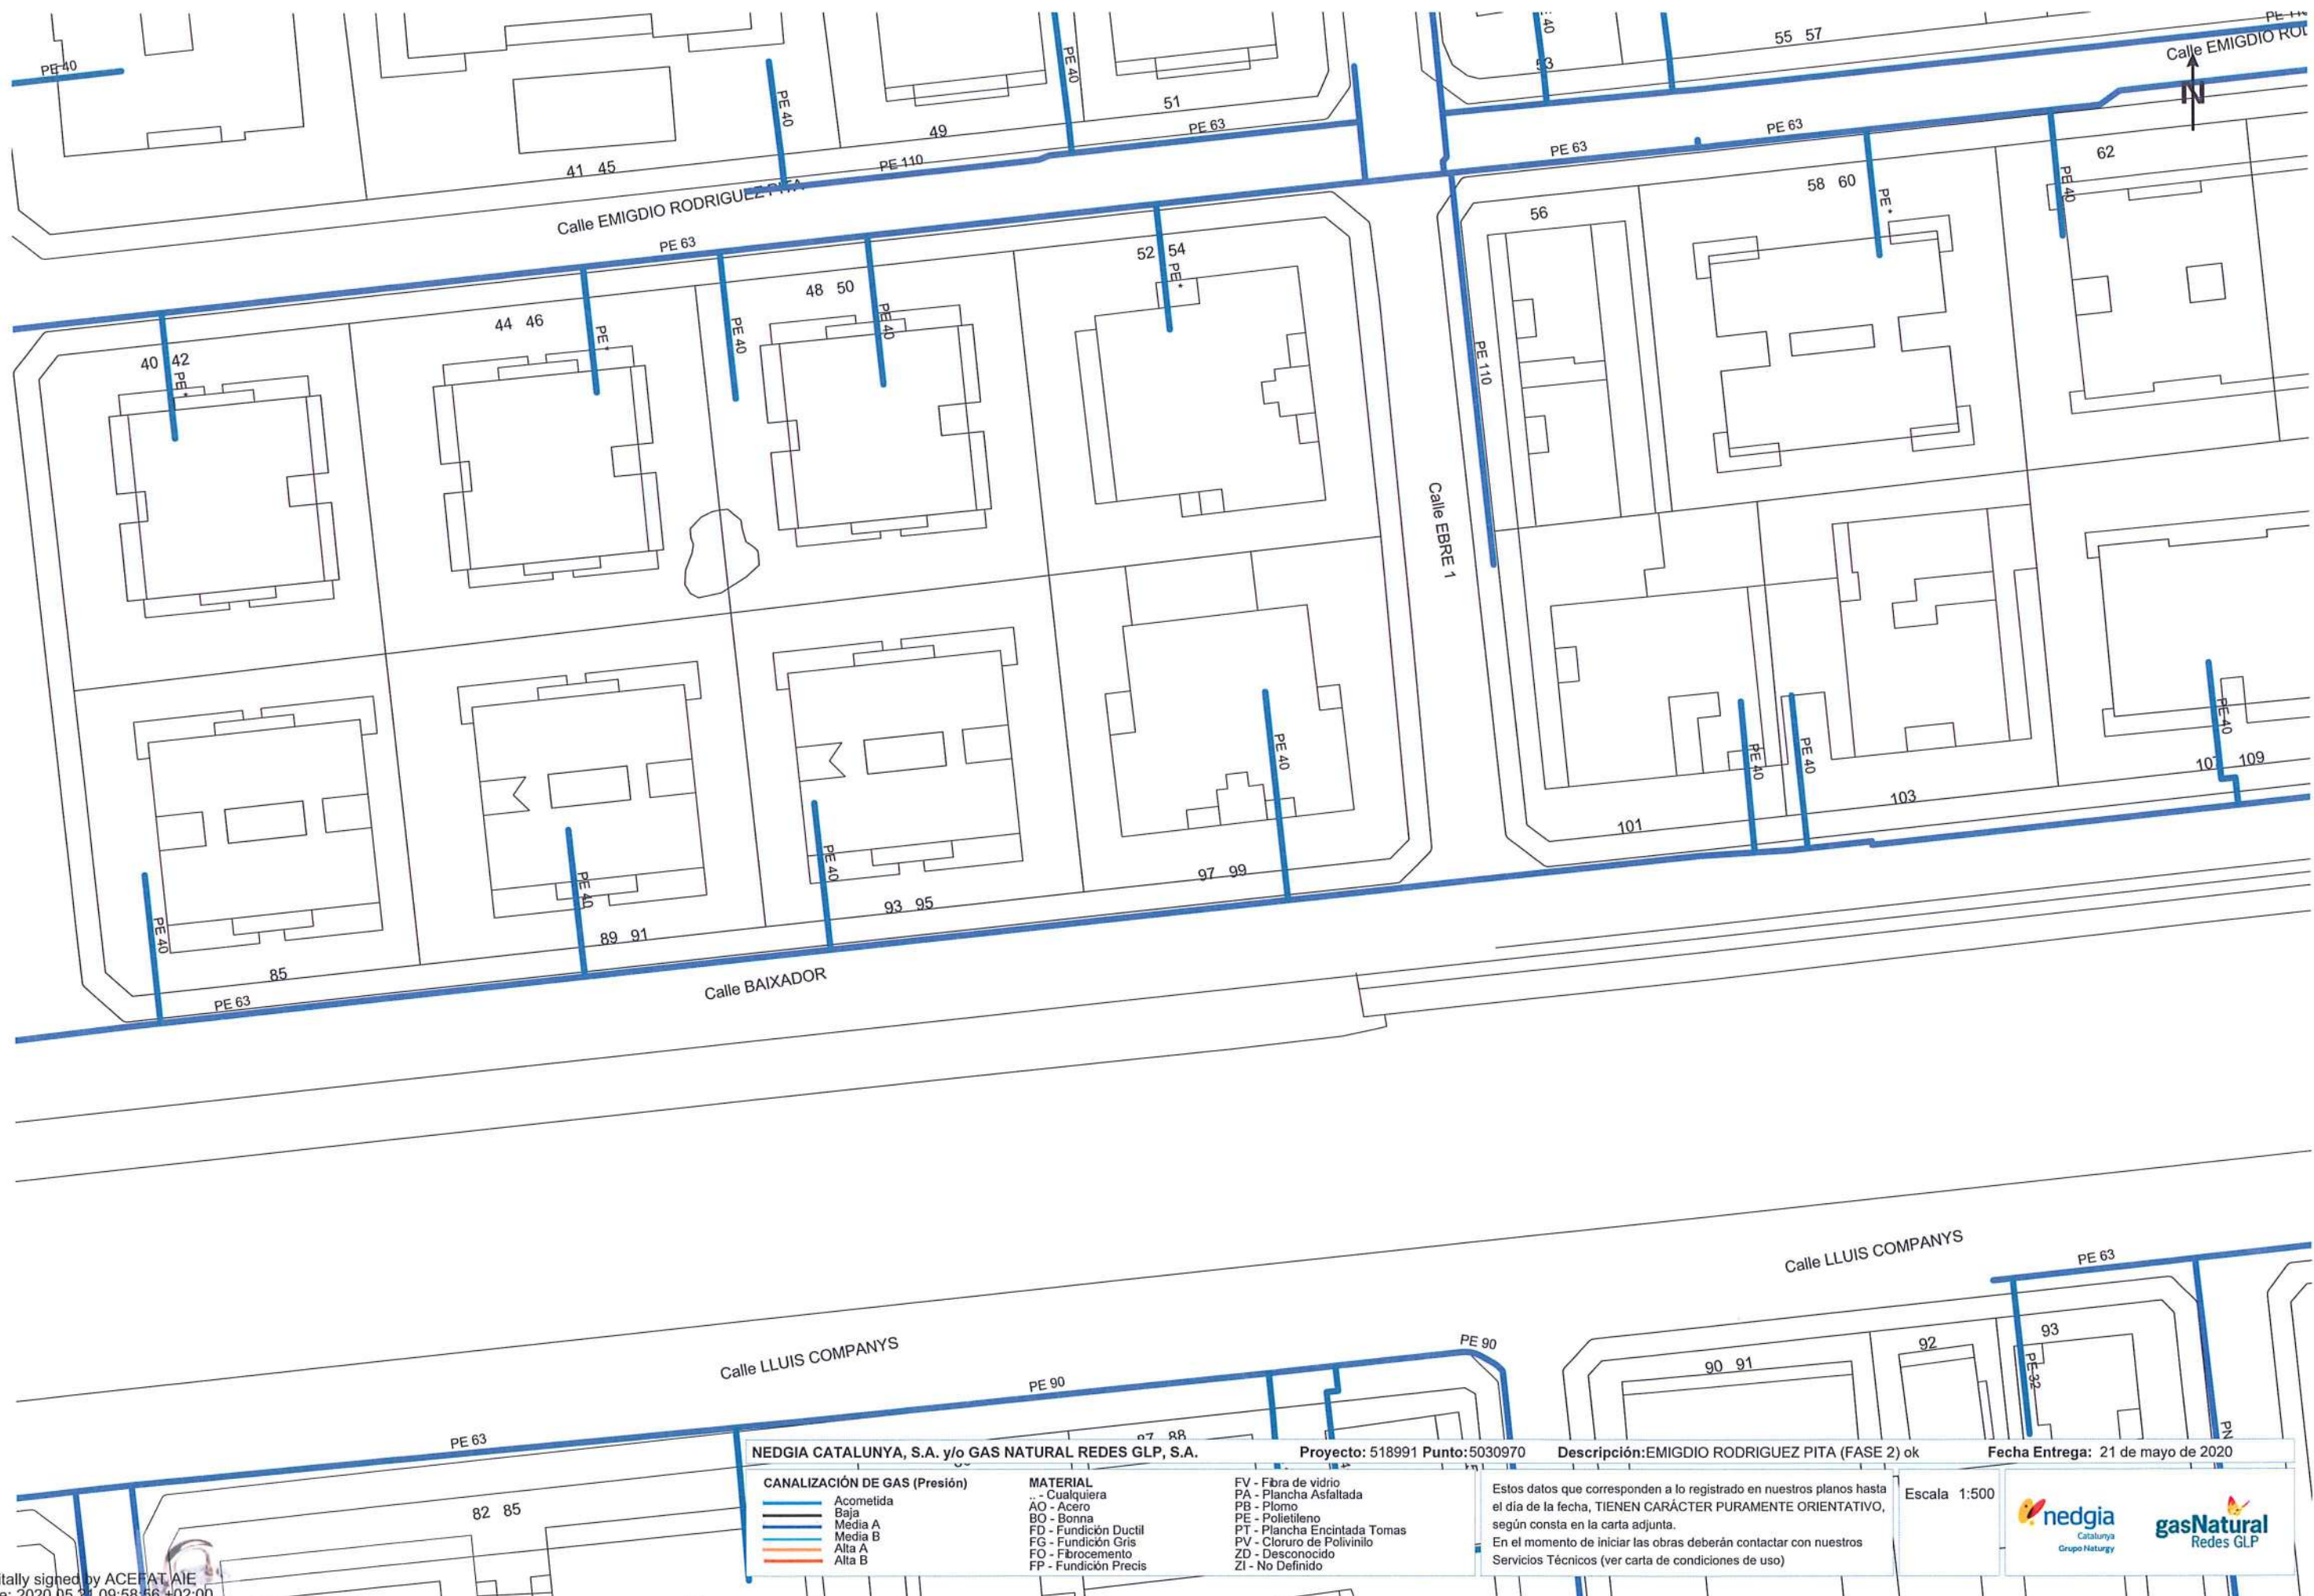 PE 40
PE 40
PE 40
PE 40
53
55 57
Calle EMIGDIO
N
41 45
49
51
PE 110
PE 63
PE 63
PE 63
Calle EMIGDIO RODRIGUEZ PITA
PE 63
62
58 60
56
PE *
PE 40
52 54
PE *
48 50
PE 40
PE 40
44 46
PE *
40 42
PE *
PE 110
Calle EBRE 1
PE 40
PE 40
PE 40
PE 40
107 109
103
101
97 99
PE 40
93 95
PE 40
89 91
PE 40
85
PE 63
Calle BAIXADOR
Calle LLUIS COMPANYS
PE 63
Calle LLUIS COMPANYS
PE 90
PE 90
PE 63
93
92
90 91
PE 32
87 88
82 85
NEDGIA CATALUNYA, S.A. y/o GAS NATURAL REDES GLP, S.A. Proyecto: 518991 Punto:5030970 Descripción:EMIGDIO RODRIGUEZ PITA (FASE 2) ok Fecha Entrega: 21 de mayo de 2020
CANALIZACIÓN DE GAS (Presión)
Acometida
Baja
Media A
Media B
Alta A
Alta B
MATERIAL
.. - Cualquiera
AO - Acero
BO - Bonna
FD - Fundición Ductil
FG - Fundición Gris
FO - Fibrocemento
FP - Fundición Precis
FV - Fibra de vidrio
PA - Plancha Asfaltada
PB - Plomo
PE - Polietileno
PT - Plancha Encintada Tomas
PV - Cloruro de Polivinilo
ZD - Desconocido
ZI - No Definido
Estos datos que corresponden a lo registrado en nuestros planos hasta
el día de la fecha, TIENEN CARÁCTER PURAMENTE ORIENTATIVO,
según consta en la carta adjunta.
En el momento de iniciar las obras deberán contactar con nuestros
Servicios Técnicos (ver carta de condiciones de uso)
Escala 1:500
nedgia
Catalunya
Grupo Naturgy
gasNatural
Redes GLP
signed by ACEFAT, AIE
2020.05.21 09:58:56 +02:00